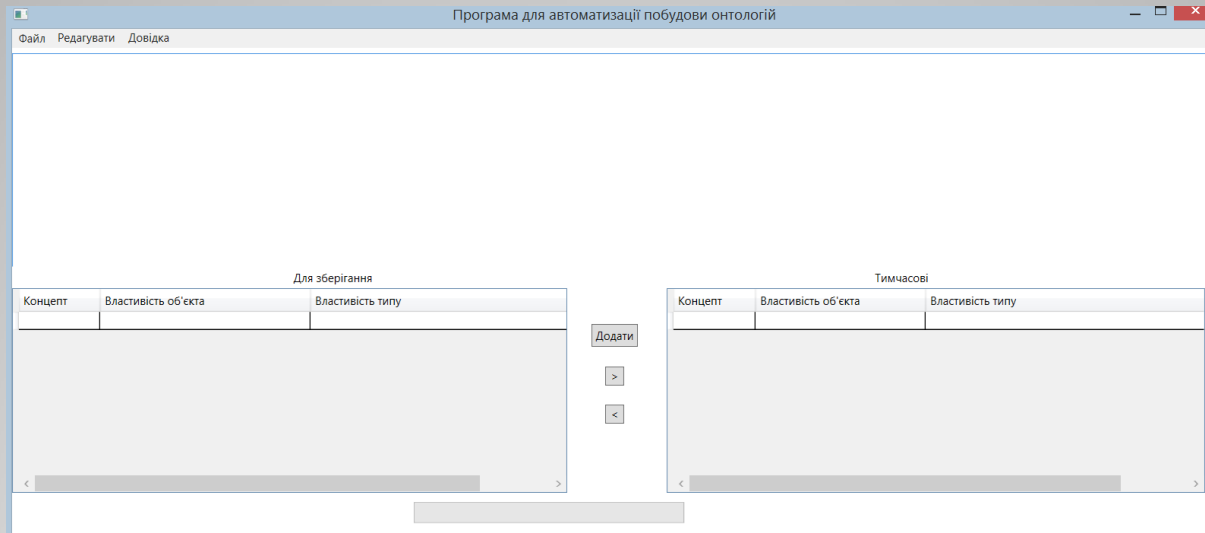 Програма для автоматизації побудови онтологій
Файл Редагувати Довідка
Для зберігання
Тимчасові
Концепт Властивість об'єкта Властивість типу
Концепт Властивість об'єкта Властивість типу
Додати
>
<